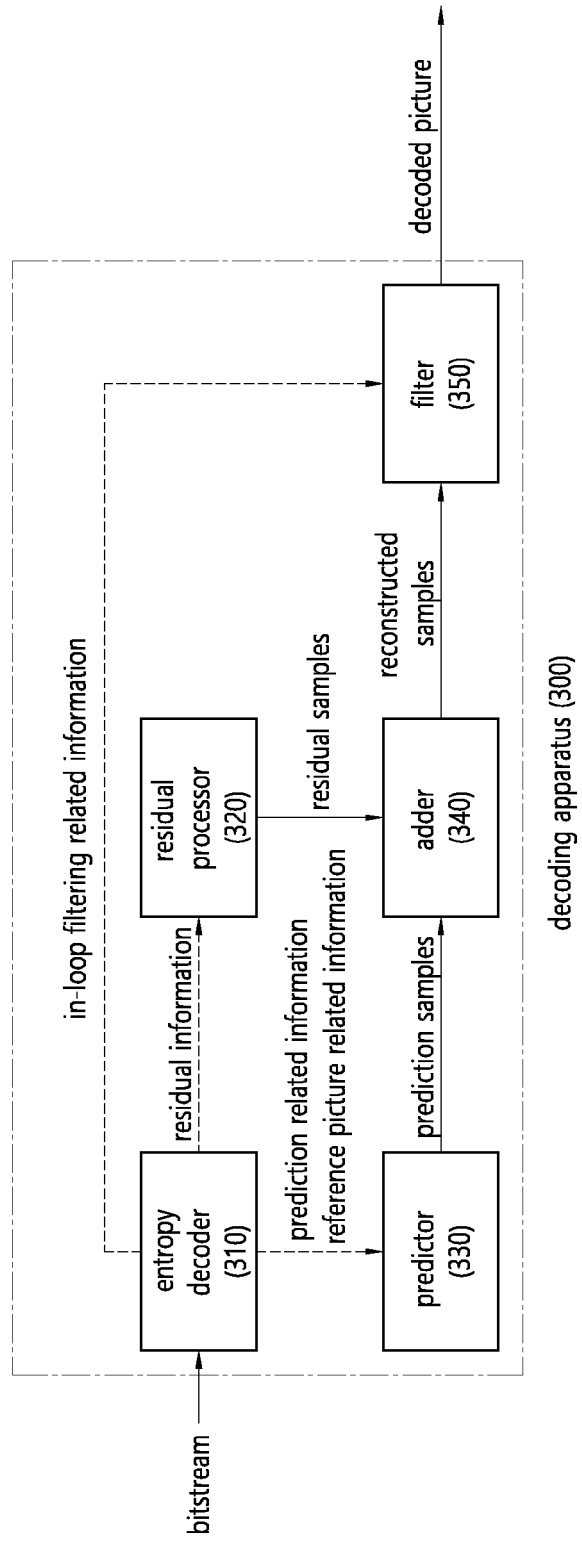 in-loop filtering related information
bitstream
entropy
decoder
(310)
residual information
residual
processor
(320)
prediction related information
reference picture related information
residual samples
predictor
(330)
prediction samples
adder
(340)
reconstructed
samples
filter
(350)
decoded picture
decoding apparatus (300)